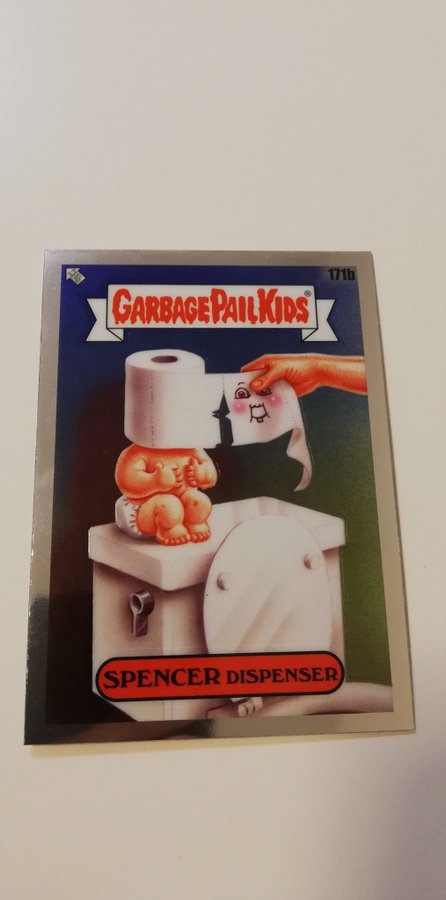 171b
GARBAGE PAIL KIDS®
SPENCER DISPENSER